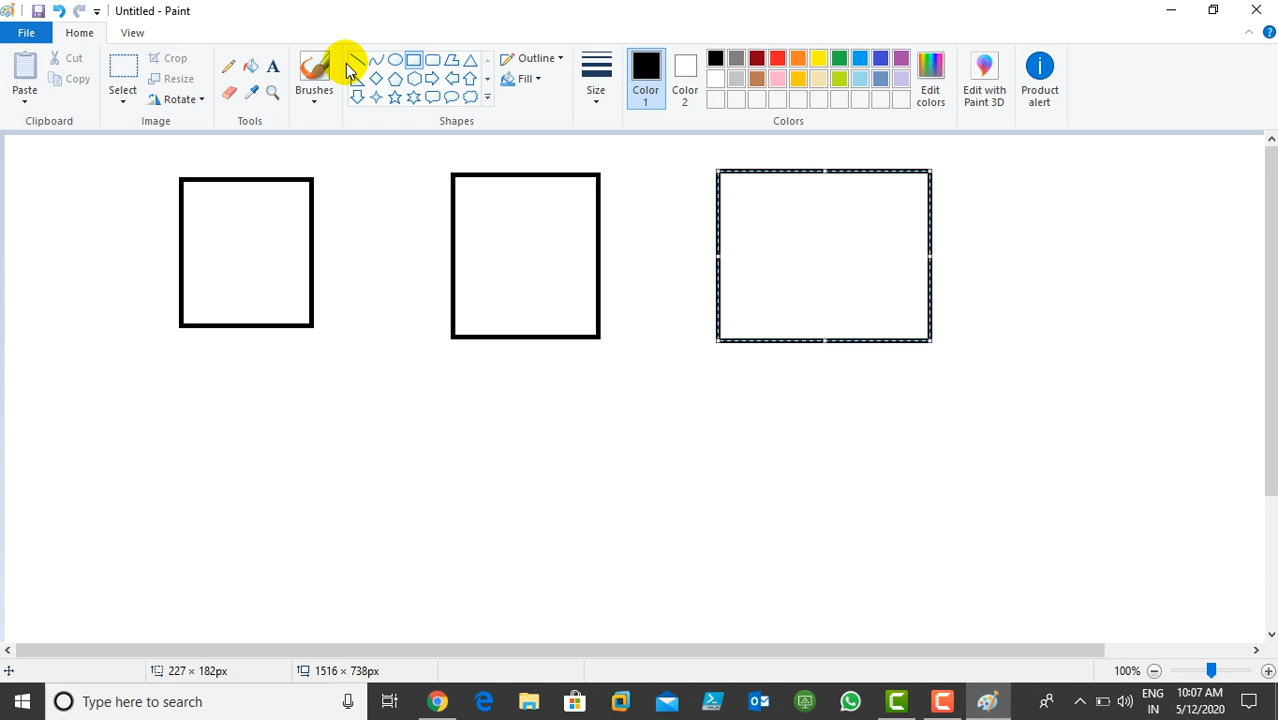 Untitled - Paint
File Home View
Paste
Cut
Copy
Clipboard
Select
Crop
Resize
Rotate
Image
A
Tools
Brushes
Shapes
Outline
Fill
Size
Color 1
Color 2
Edit colors
Colors
Edit with Paint 3D
Product alert
227 × 182px
1516 × 738px
100%
Type here to search
ENG
IN
10:07 AM
5/12/2020